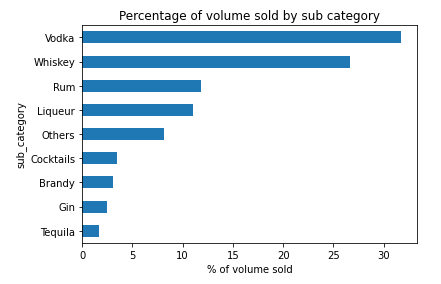 Percentage of volume sold by sub category
sub_category
Vodka
Whiskey
Rum
Liqueur
Others
Cocktails
Brandy
Gin
Tequila
0 5 10 15 20 25 30
% of volume sold